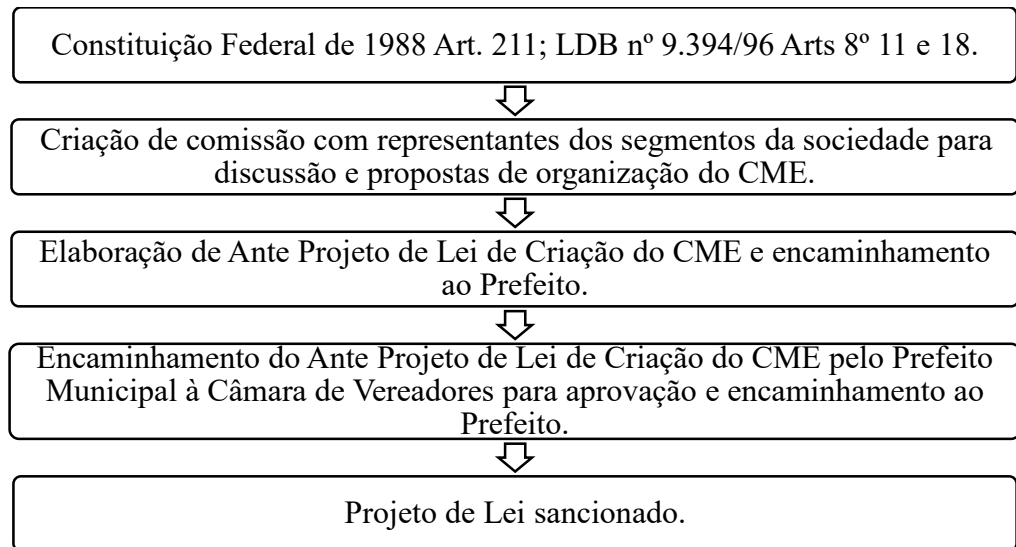 Constituição Federal de 1988 Art. 211; LDB nº 9.394/96 Arts 8º 11 e 18.
Criação de comissão com representantes dos segmentos da sociedade para
discussão e propostas de organização do CME.
Elaboração de Ante Projeto de Lei de Criação do CME e encaminhamento
ao Prefeito.
Encaminhamento do Ante Projeto de Lei de Criação do CME pelo Prefeito
Municipal à Câmara de Vereadores para aprovação e encaminhamento ao
Prefeito.
Projeto de Lei sancionado.